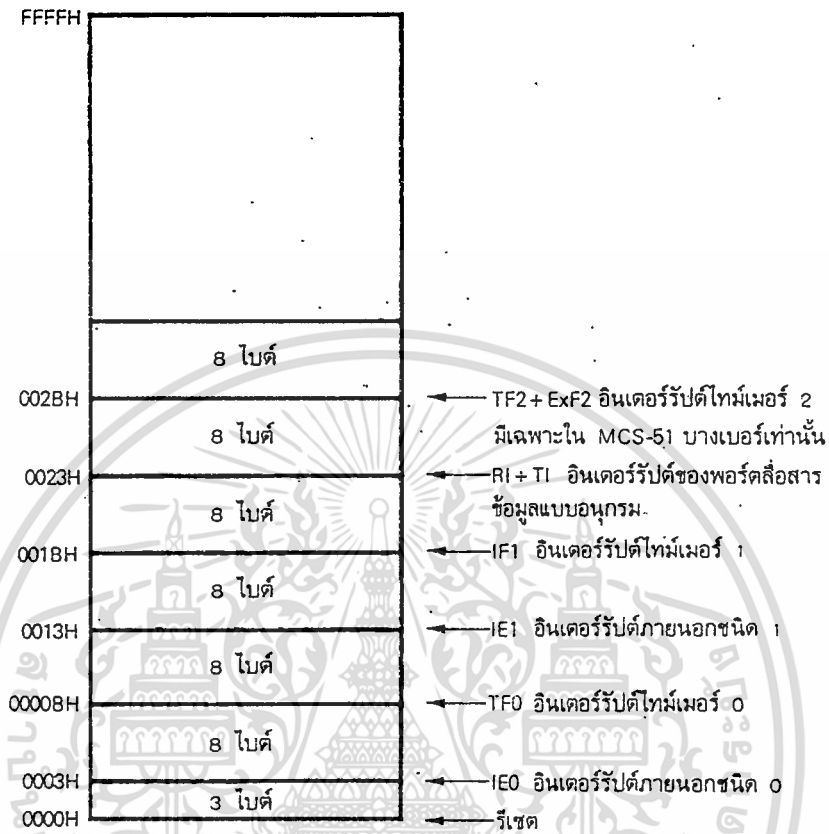 FFFFH
8 ไบต์
002BH
TF2+ExF2 อินเตอร์รัปต์ไทม์เมอร์ 2
มีเฉพาะใน MCS-51 บางเบอร์เท่านั้น
8 ไบต์
0023H
RI+TI อินเตอร์รัปต์ของพอร์ตสื่อสาร
ข้อมูลแบบอนุกรม
8 ไบต์
001BH
IF1 อินเตอร์รัปต์ไทม์เมอร์ 1
8 ไบต์
0013H
IE1 อินเตอร์รัปต์ภายนอกชนิด 1
8 ไบต์
0000BH
TF0 อินเตอร์รัปต์ไทม์เมอร์ 0
8 ไบต์
0003H
IE0 อินเตอร์รัปต์ภายนอกชนิด 0
3 ไบต์
0000H
รีเซต